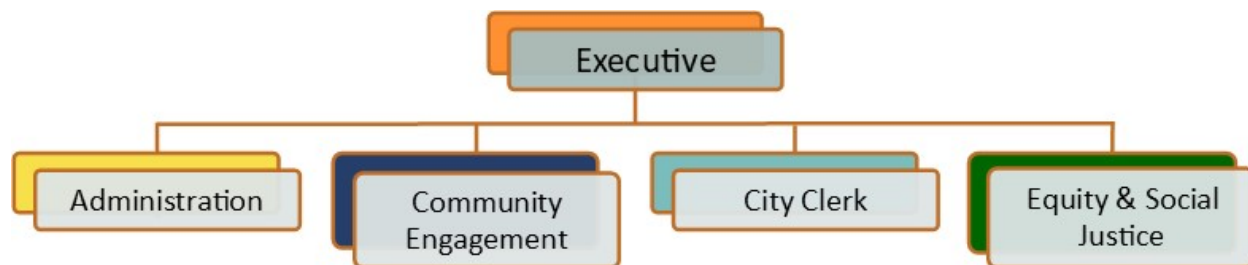 Executive
Administration
Community
Engagement
City Clerk
Equity & Social
Justice